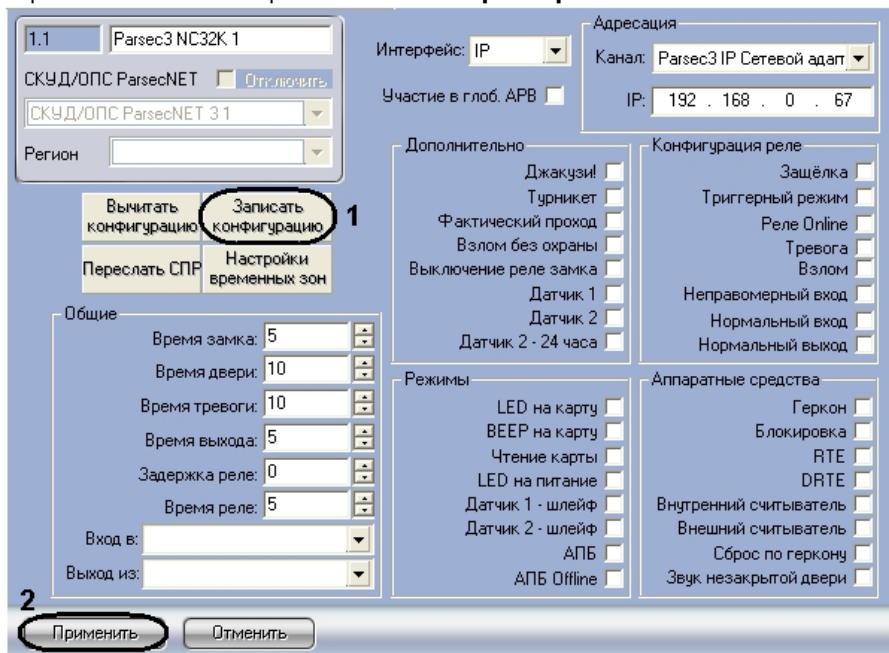 1.1 Parsec3 NC32K 1
СКУД/ОПС ParsecNET Отключить
СКУД/ОПС ParsecNET 3 1
Регион
Интерфейс: IP
Участие в глоб. APB
Адресация
Канал: Parsec3 IP Сетевой адап
IP: 192 . 168 . 0 . 67
Вычитать конфигурацию
Записать конфигурацию
1
Переслать СПР
Настройки временных зон
Общие
Время замка: 5
Время двери: 10
Время тревоги: 10
Время выхода: 5
Задержка реле: 0
Время реле: 5
Вход в:
Выход из:
Дополнительно
Джакузи!
Турникет
Фактический проход
Взлом без охраны
Выключение реле замка
Датчик 1
Датчик 2
Датчик 2 - 24 часа
Конфигурация реле
Защёлка
Триггерный режим
Реле Online
Тревога
Взлом
Неправомерный вход
Нормальный вход
Нормальный выход
Режимы
LED на карту
BEEP на карту
Чтение карты
LED на питание
Датчик 1 - шлейф
Датчик 2 - шлейф
АПБ
АПБ Offline
Аппаратные средства
Геркон
Блокировка
RTE
DRTE
Внутренний считыватель
Внешний считыватель
Сброс по геркону
Звук незакрытой двери
2
Применить
Отменить